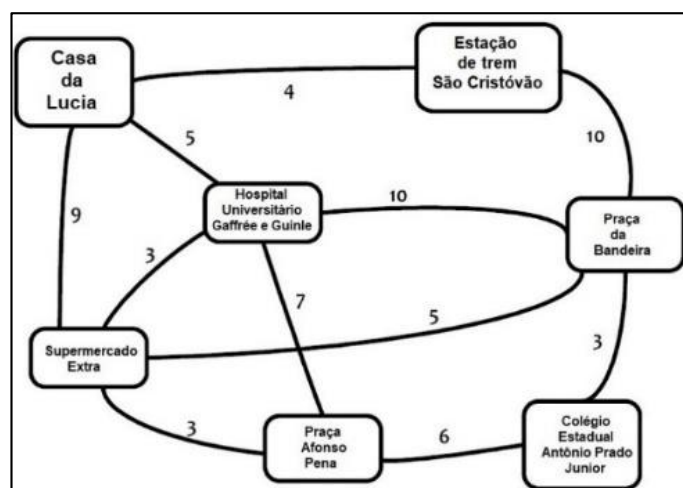 Casa
da
Lucia
Estação
de trem
São Cristóvão
4
5
10
Hospital
Universitário
Gaffrée e Guinle
10
Praça
da
Bandeira
9
3
7
5
3
Supermercado
Extra
3
Praça
Afonso
Pena
6
Colégio
Estadual
Antônio Prado
Junior